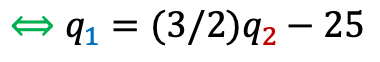 ⟺ q₁ = (3/2)q₂ − 25